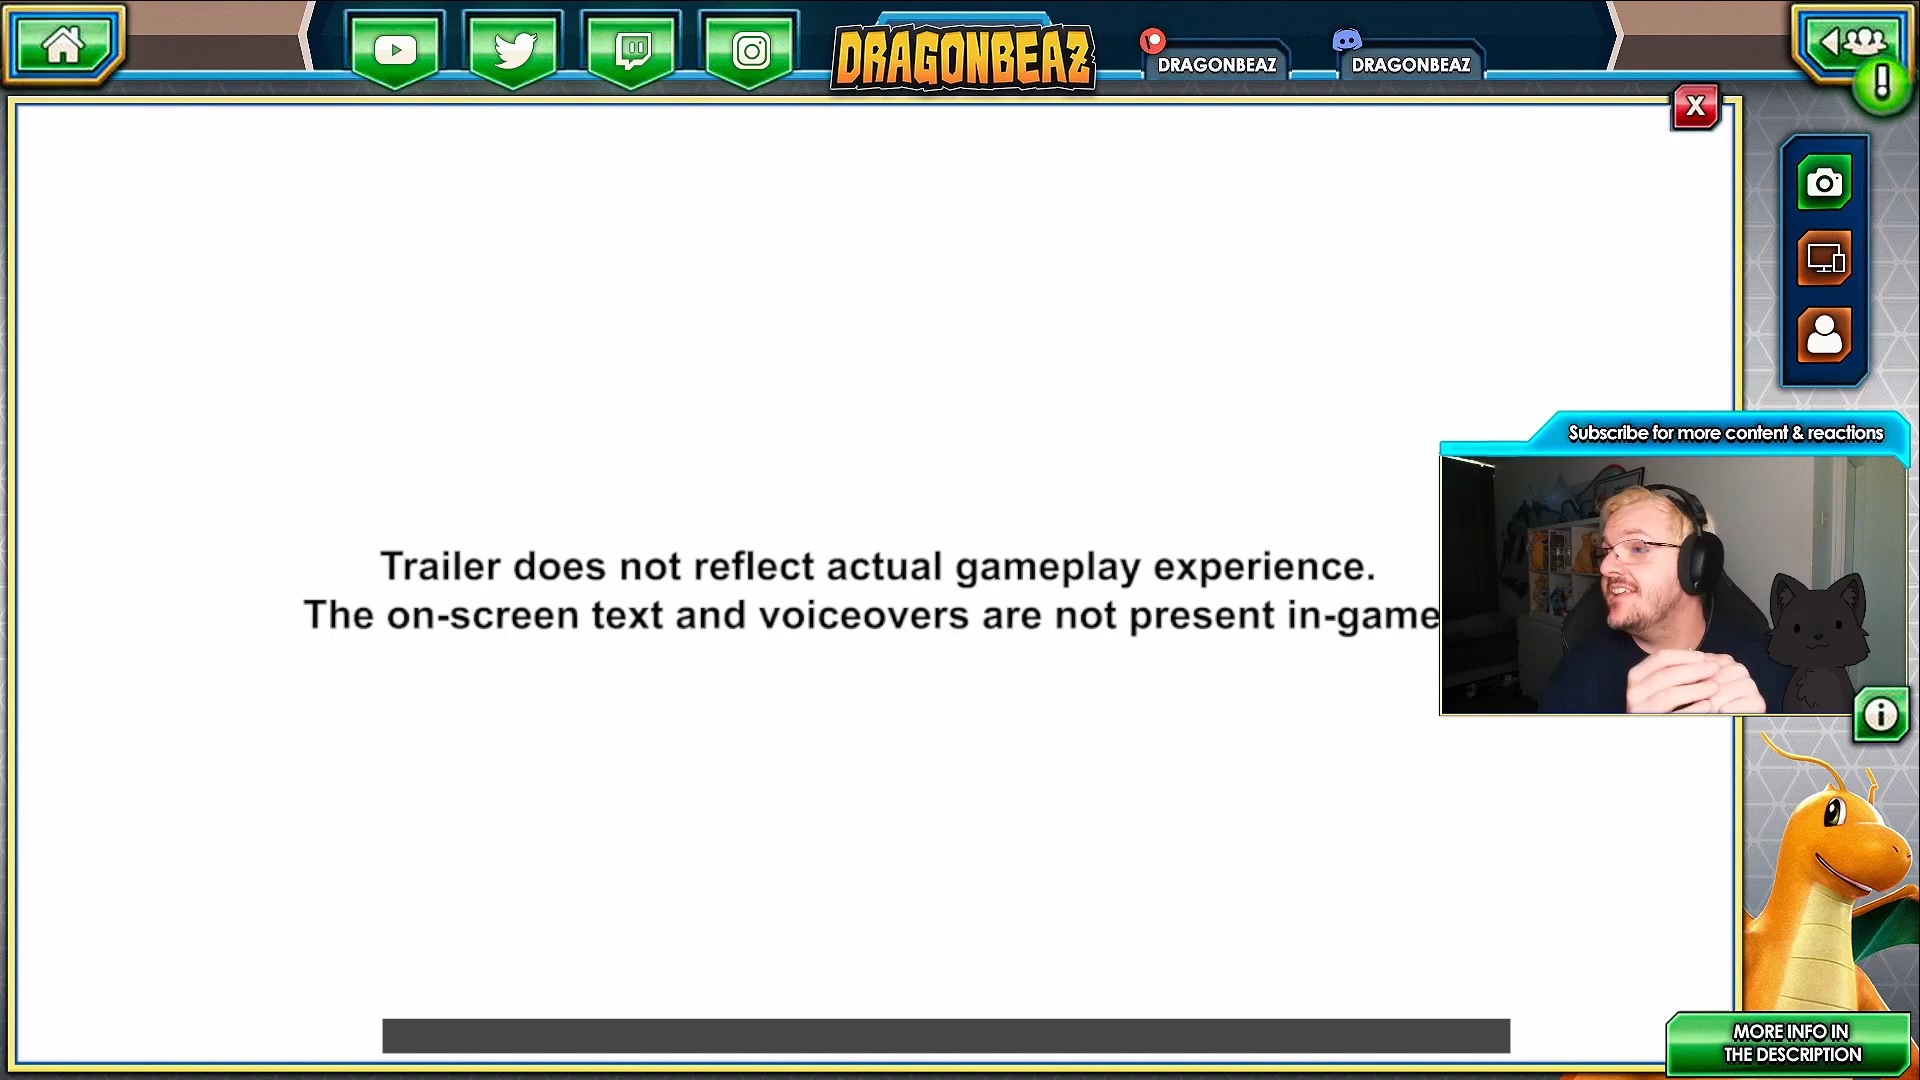 DRAGONBEAZ
DRAGONBEAZ
DRAGONBEAZ
X
Subscribe for more content & reactions
Trailer does not reflect actual gameplay experience.
The on-screen text and voiceovers are not present in-game
MORE INFO IN
THE DESCRIPTION